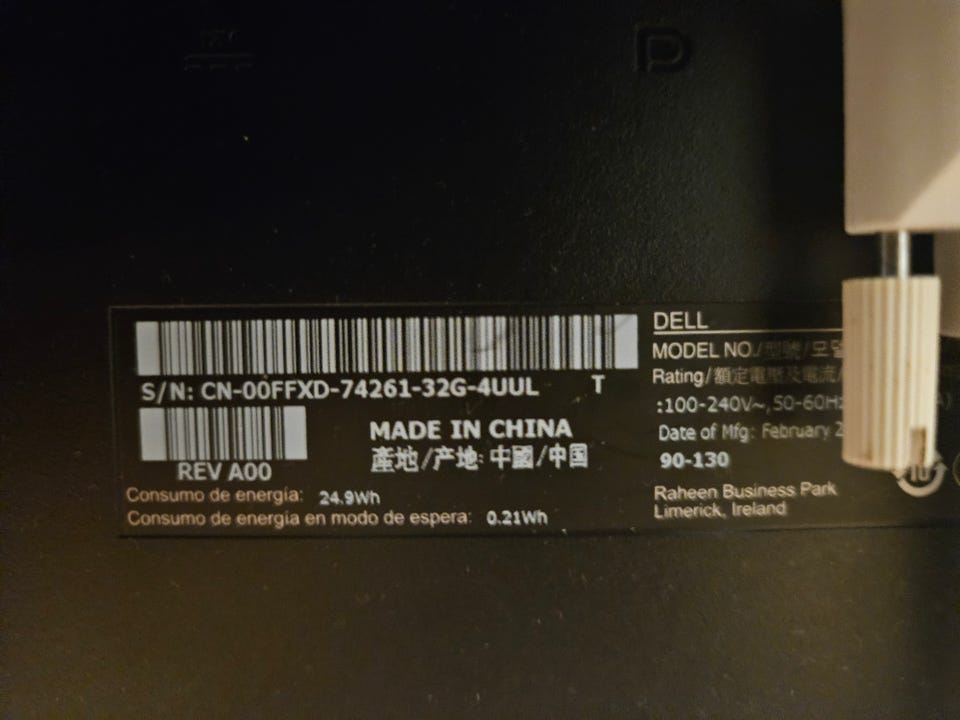 S/N: CN-00FFXD-74261-32G-4UUL T
REV A00
MADE IN CHINA
產地/产地: 中國/中国
Consumo de energía: 24.9Wh
Consumo de energía en modo de espera: 0.21Wh
DELL
MODEL NO./型號/모델
Rating/額定電壓及電流/
:100-240V~,50-60Hz
Date of Mfg: February 2
90-130
Raheen Business Park
Limerick, Ireland